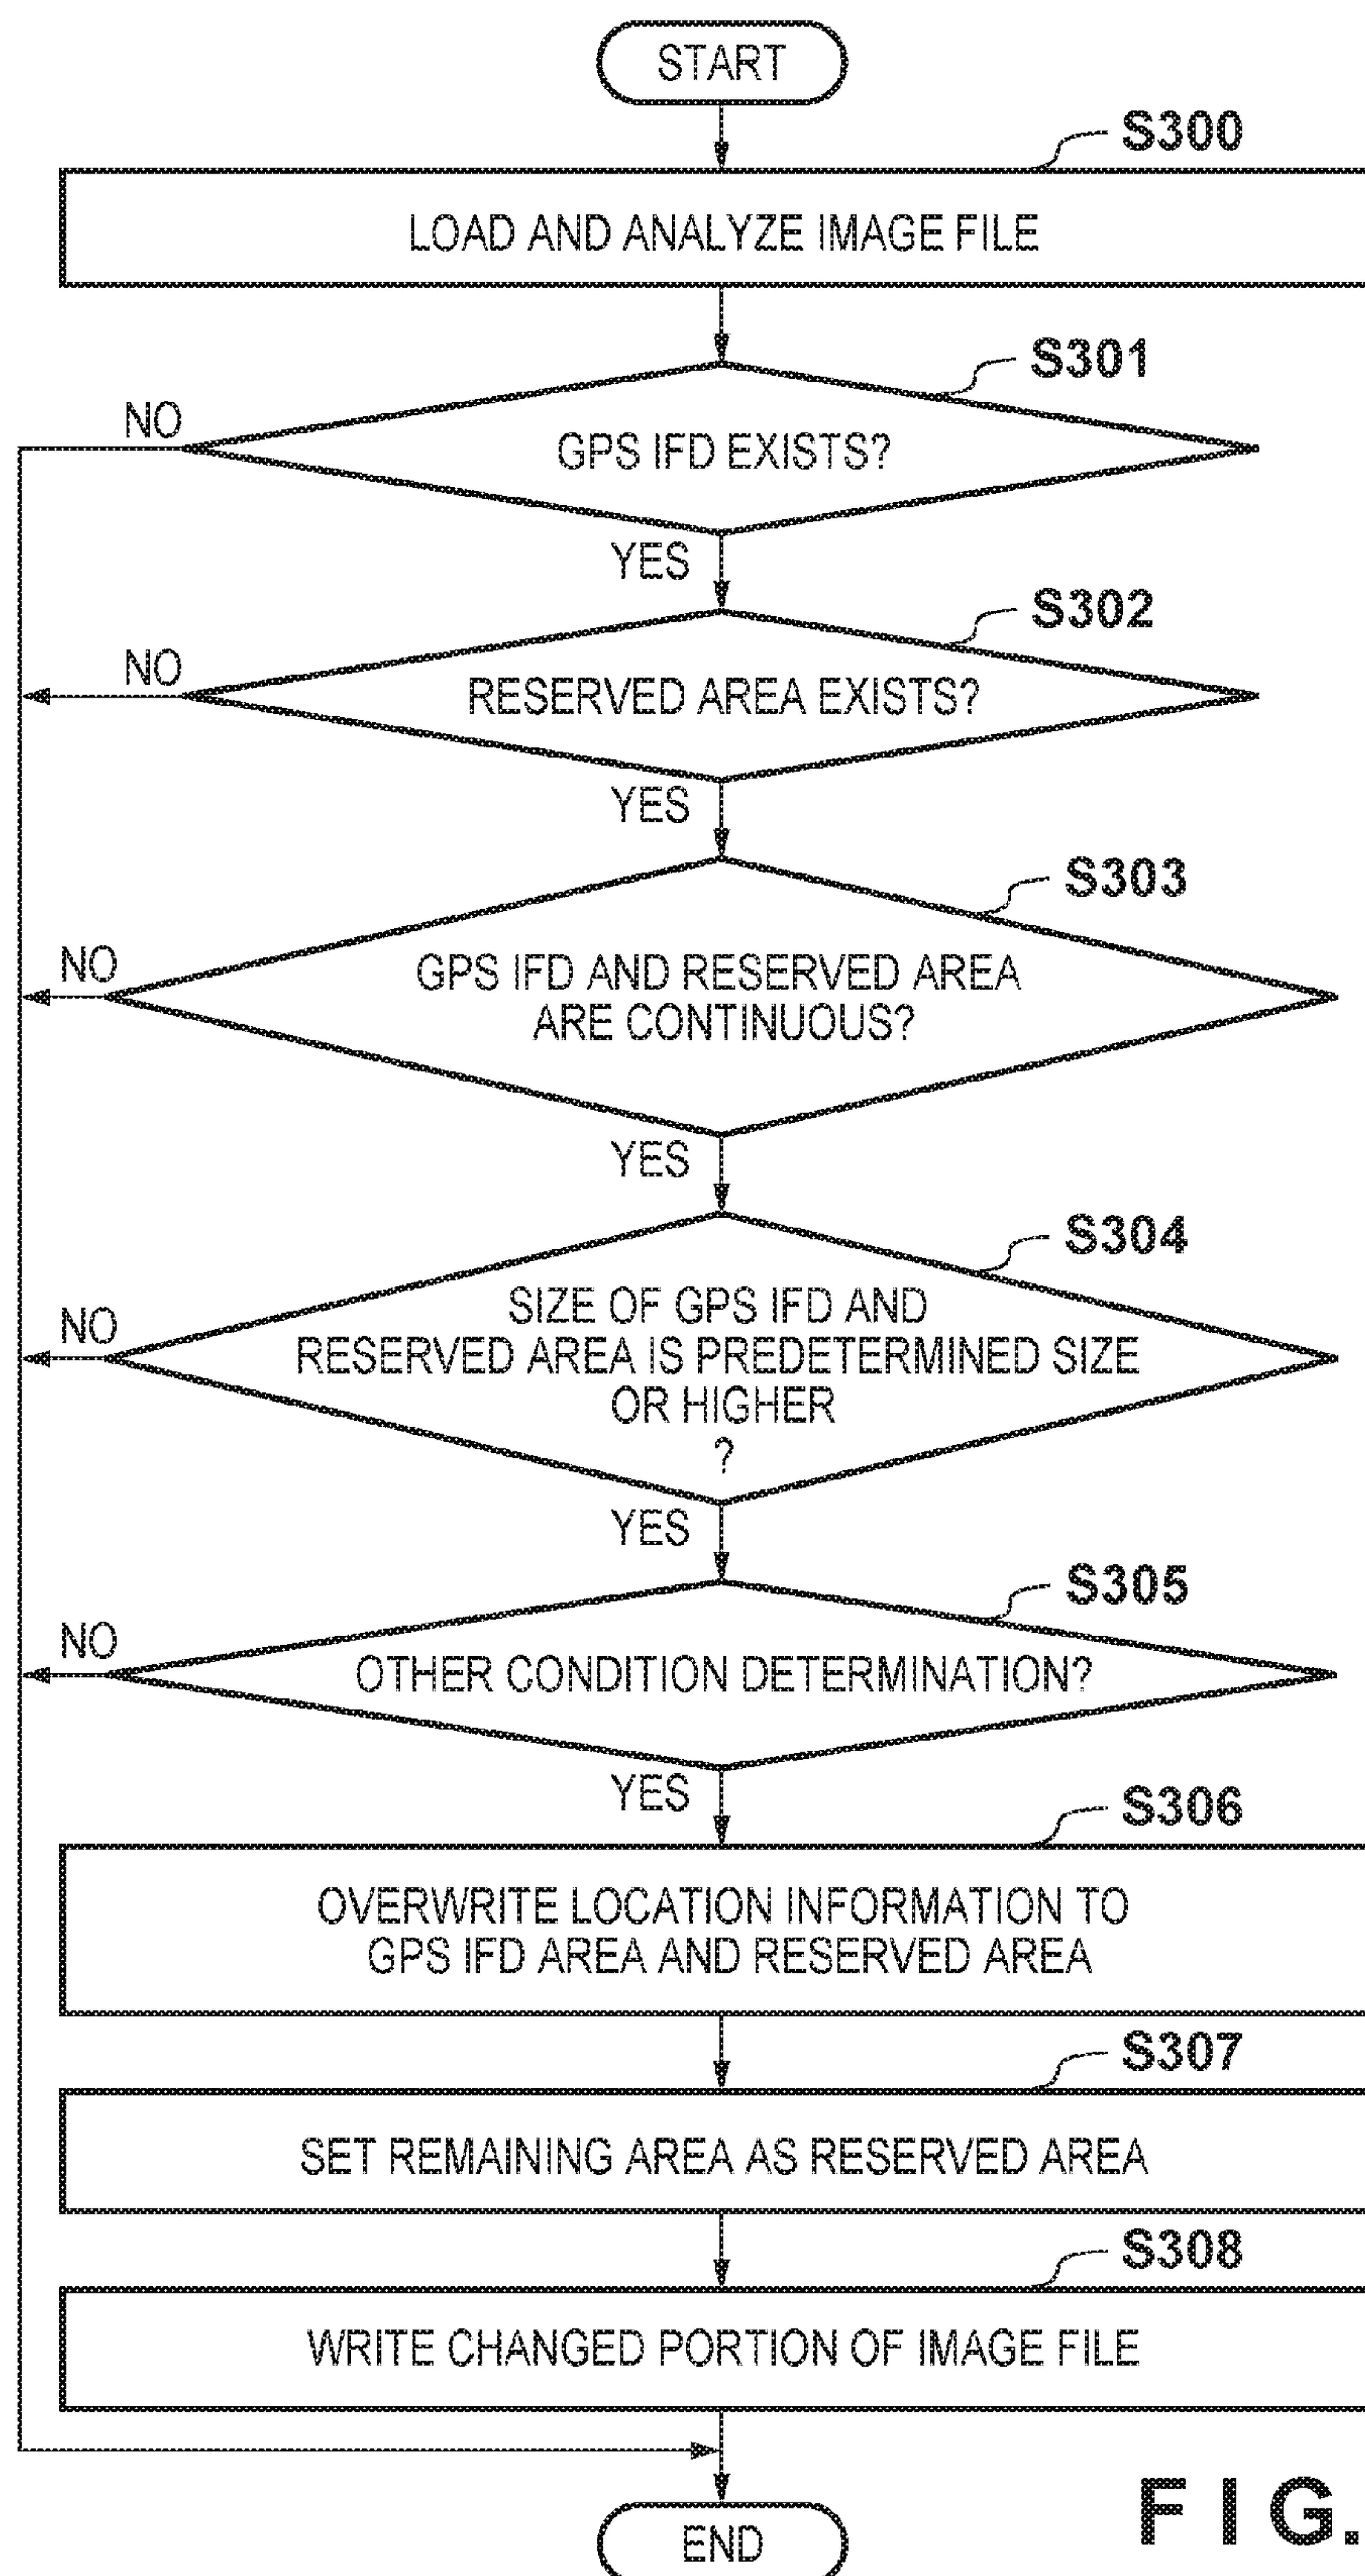 START
S300
LOAD AND ANALYZE IMAGE FILE
S301
NO
GPS IFD EXISTS?
YES
S302
NO
RESERVED AREA EXISTS?
YES
S303
NO
GPS IFD AND RESERVED AREA
ARE CONTINUOUS?
YES
S304
NO
SIZE OF GPS IFD AND
RESERVED AREA IS PREDETERMINED SIZE
OR HIGHER
?
YES
S305
NO
OTHER CONDITION DETERMINATION?
YES
S306
OVERWRITE LOCATION INFORMATION TO
GPS IFD AREA AND RESERVED AREA
S307
SET REMAINING AREA AS RESERVED AREA
S308
WRITE CHANGED PORTION OF IMAGE FILE
END
FIG.